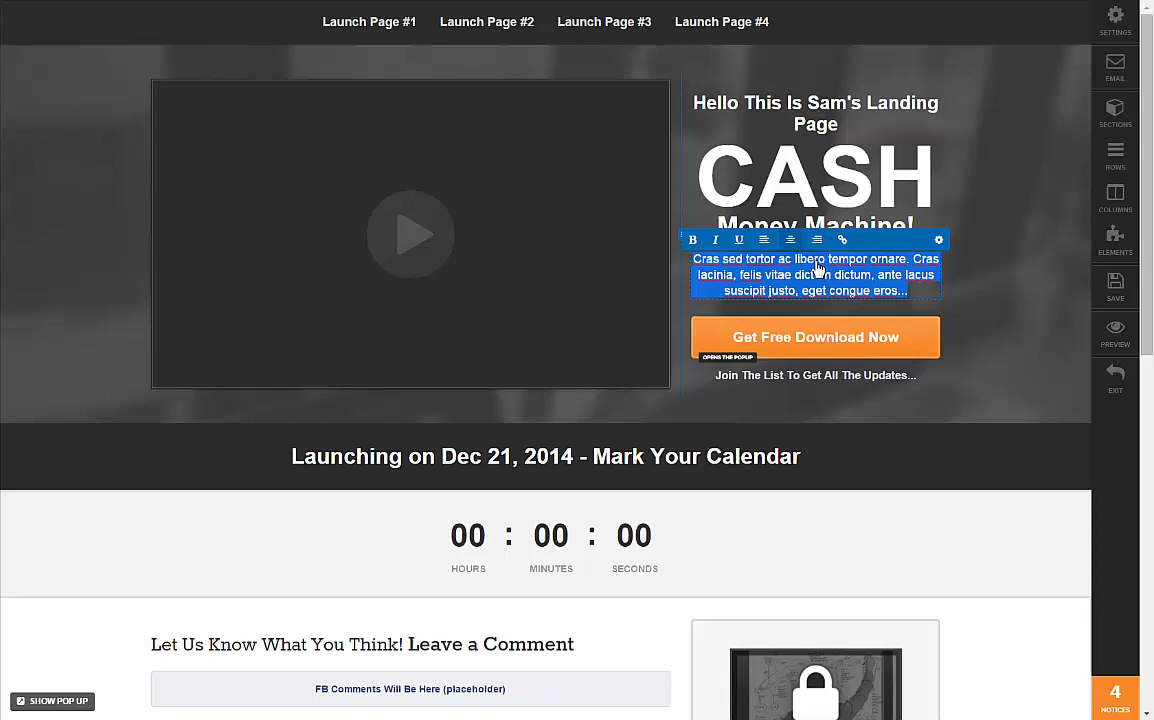 Launch Page #1 Launch Page #2 Launch Page #3 Launch Page #4
SETTINGS
EMAIL
SECTIONS
ROWS
COLUMNS
ELEMENTS
SAVE
PREVIEW
EXIT
Hello This Is Sam's Landing
Page
CASH
Money Machine!
B I U
Cras sed tortor ac libero tempor ornare. Cras
lacinia, felis vitae dictum dictum, ante lacus
suscipit justo, eget congue eros...
Get Free Download Now
OPENS THE POPUP
Join The List To Get All The Updates...
Launching on Dec 21, 2014 - Mark Your Calendar
00 : 00 : 00
HOURS MINUTES SECONDS
Let Us Know What You Think! Leave a Comment
FB Comments Will Be Here (placeholder)
SHOW POP UP
4
NOTICES